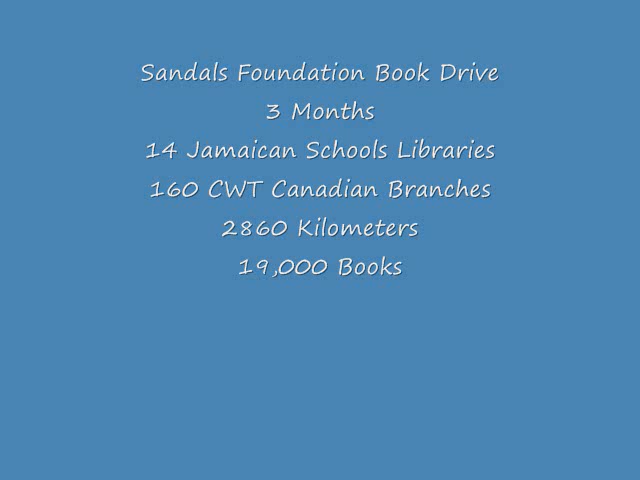 Sandals Foundation Book Drive
3 Months
14 Jamaican Schools Libraries
160 CWT Canadian Branches
2860 Kilometers
19,000 Books